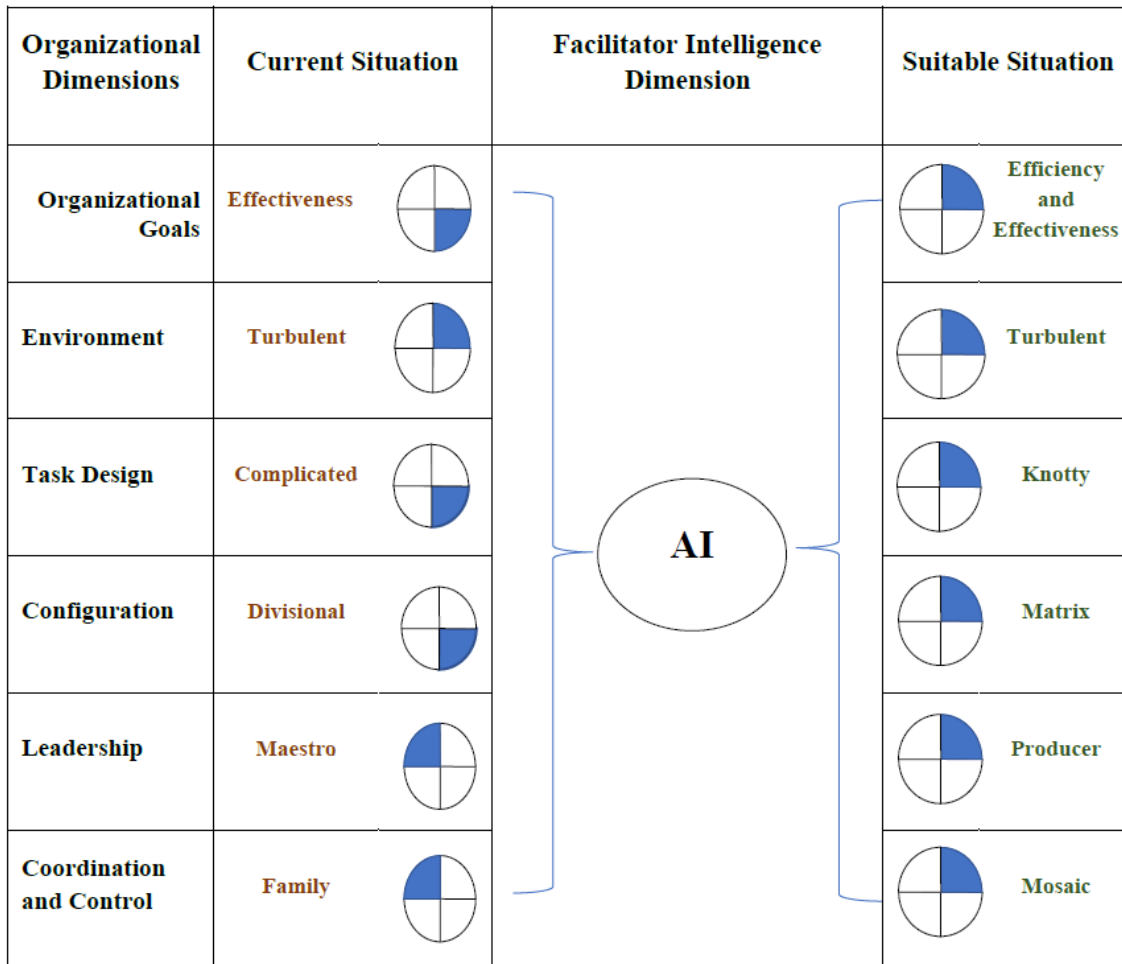 Organizational
Dimensions
Current Situation
Facilitator Intelligence
Dimension
Suitable Situation
Organizational
Goals
Effectiveness
Efficiency
and
Effectiveness
Environment
Turbulent
Turbulent
Task Design
Complicated
Knotty
AI
Configuration
Divisional
Matrix
Leadership
Maestro
Producer
Coordination
and Control
Family
Mosaic